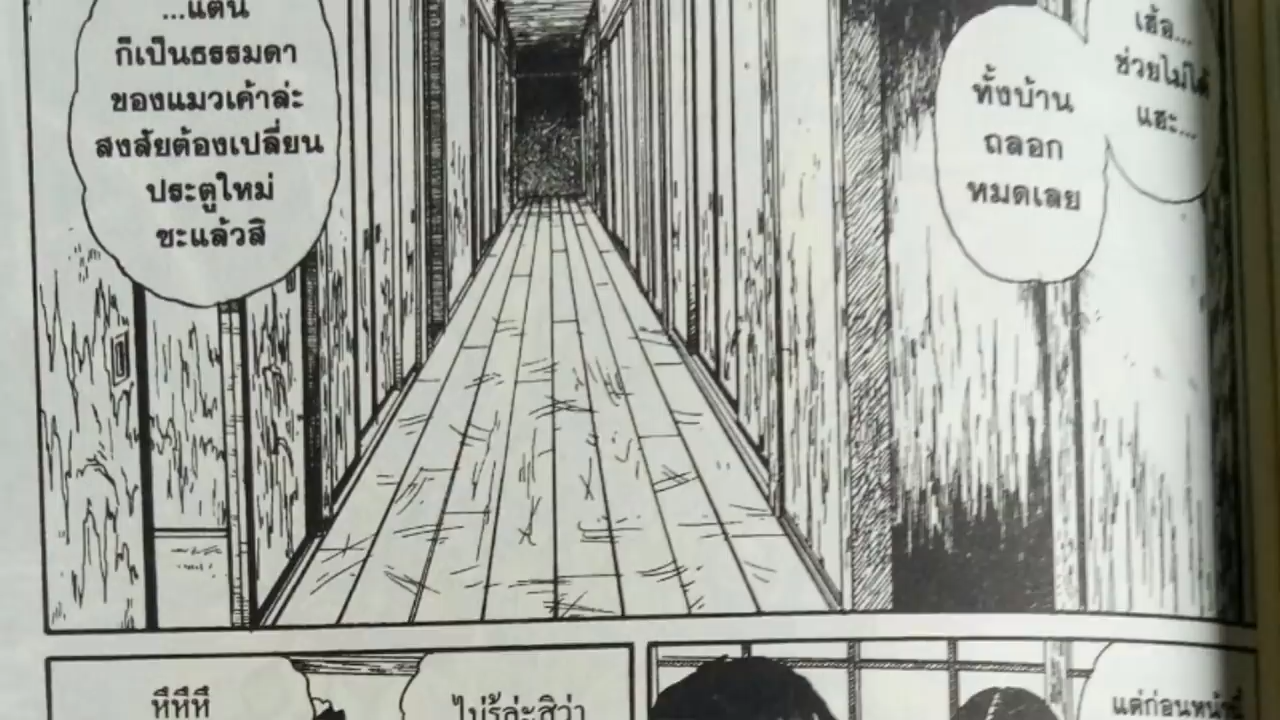 เฮ้อ...
ช่วยไม่ได้
แฮะ...
ทั้งบ้าน
ถลอก
หมดเลย
...แต่นี่
ก็เป็นธรรมดา
ของแมวเค้าล่ะ
สงสัยต้องเปลี่ยน
ประตูใหม่
ซะแล้วสิ
แต่ก่อนหน้านี้
ไม่รู้ล่ะสิว่า
หึหึหึ